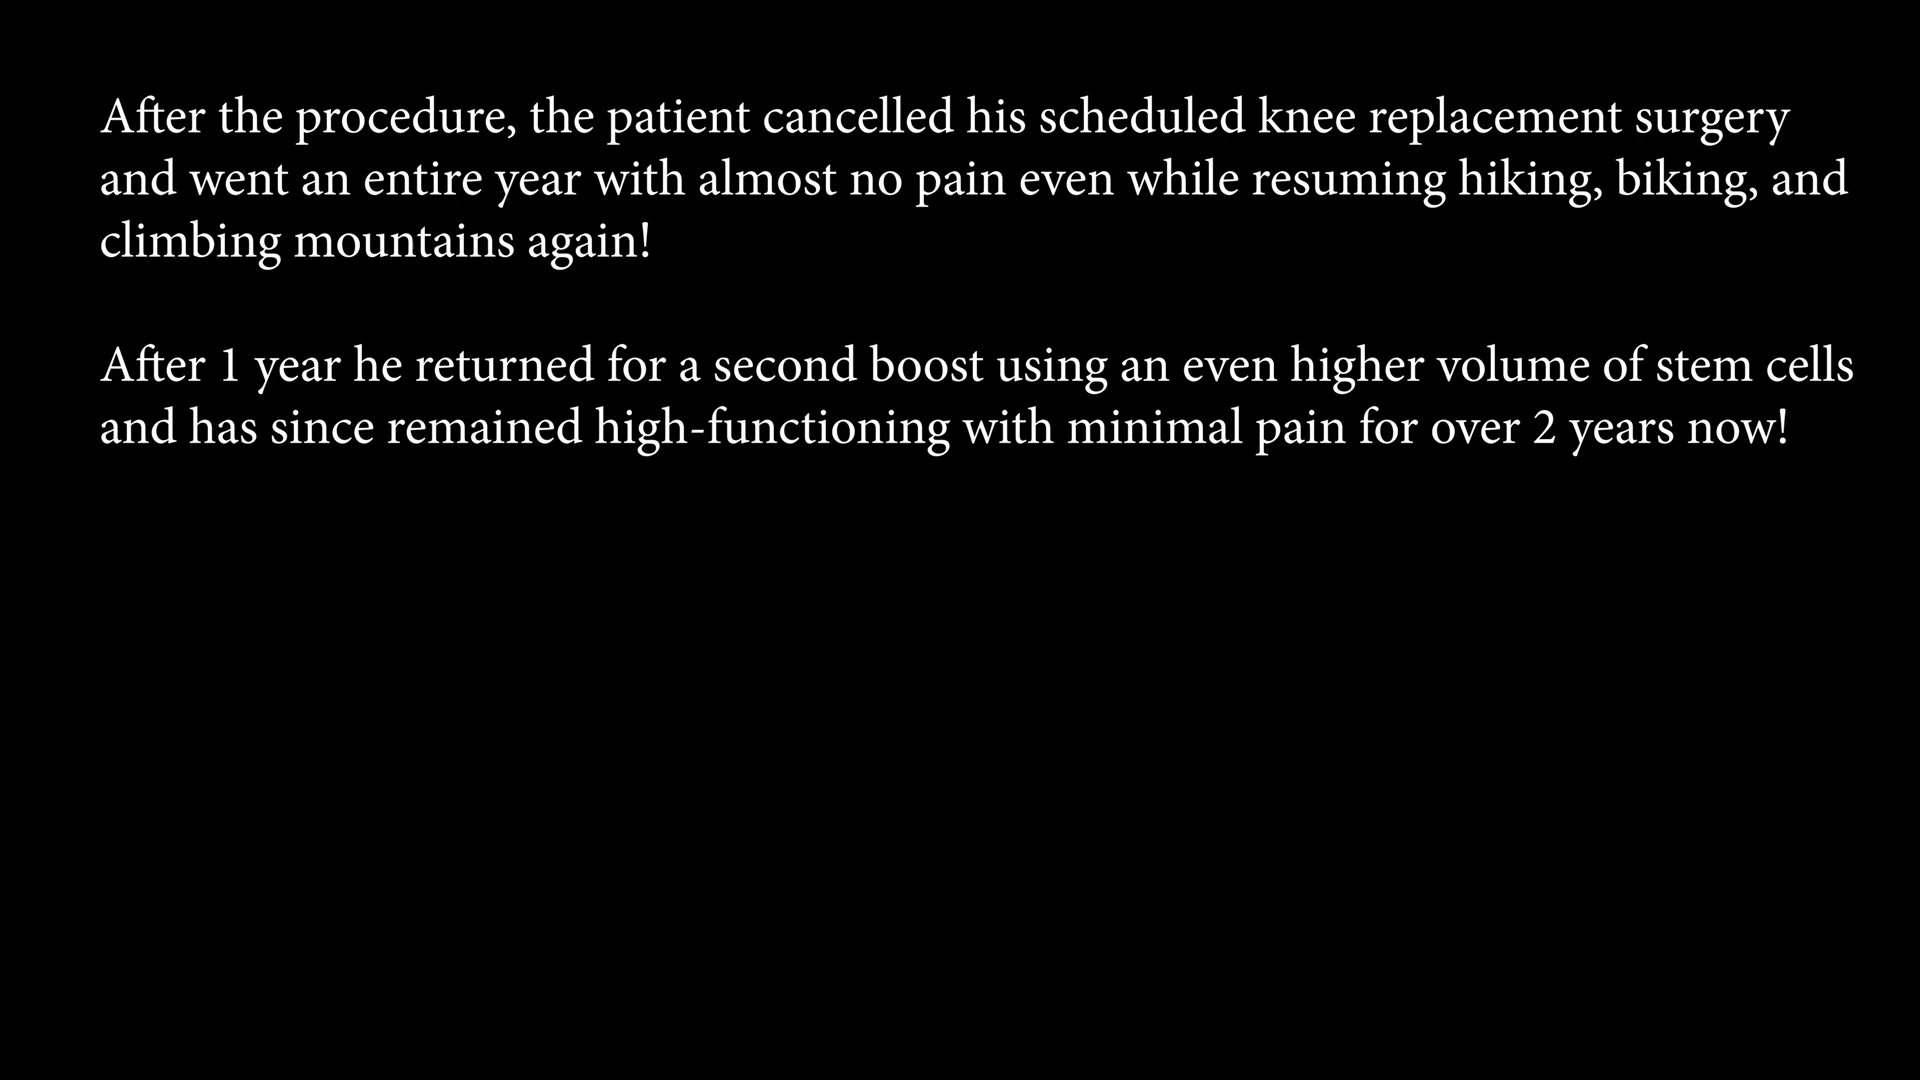 After the procedure, the patient cancelled his scheduled knee replacement surgery
and went an entire year with almost no pain even while resuming hiking, biking, and
climbing mountains again!
After 1 year he returned for a second boost using an even higher volume of stem cells
and has since remained high-functioning with minimal pain for over 2 years now!